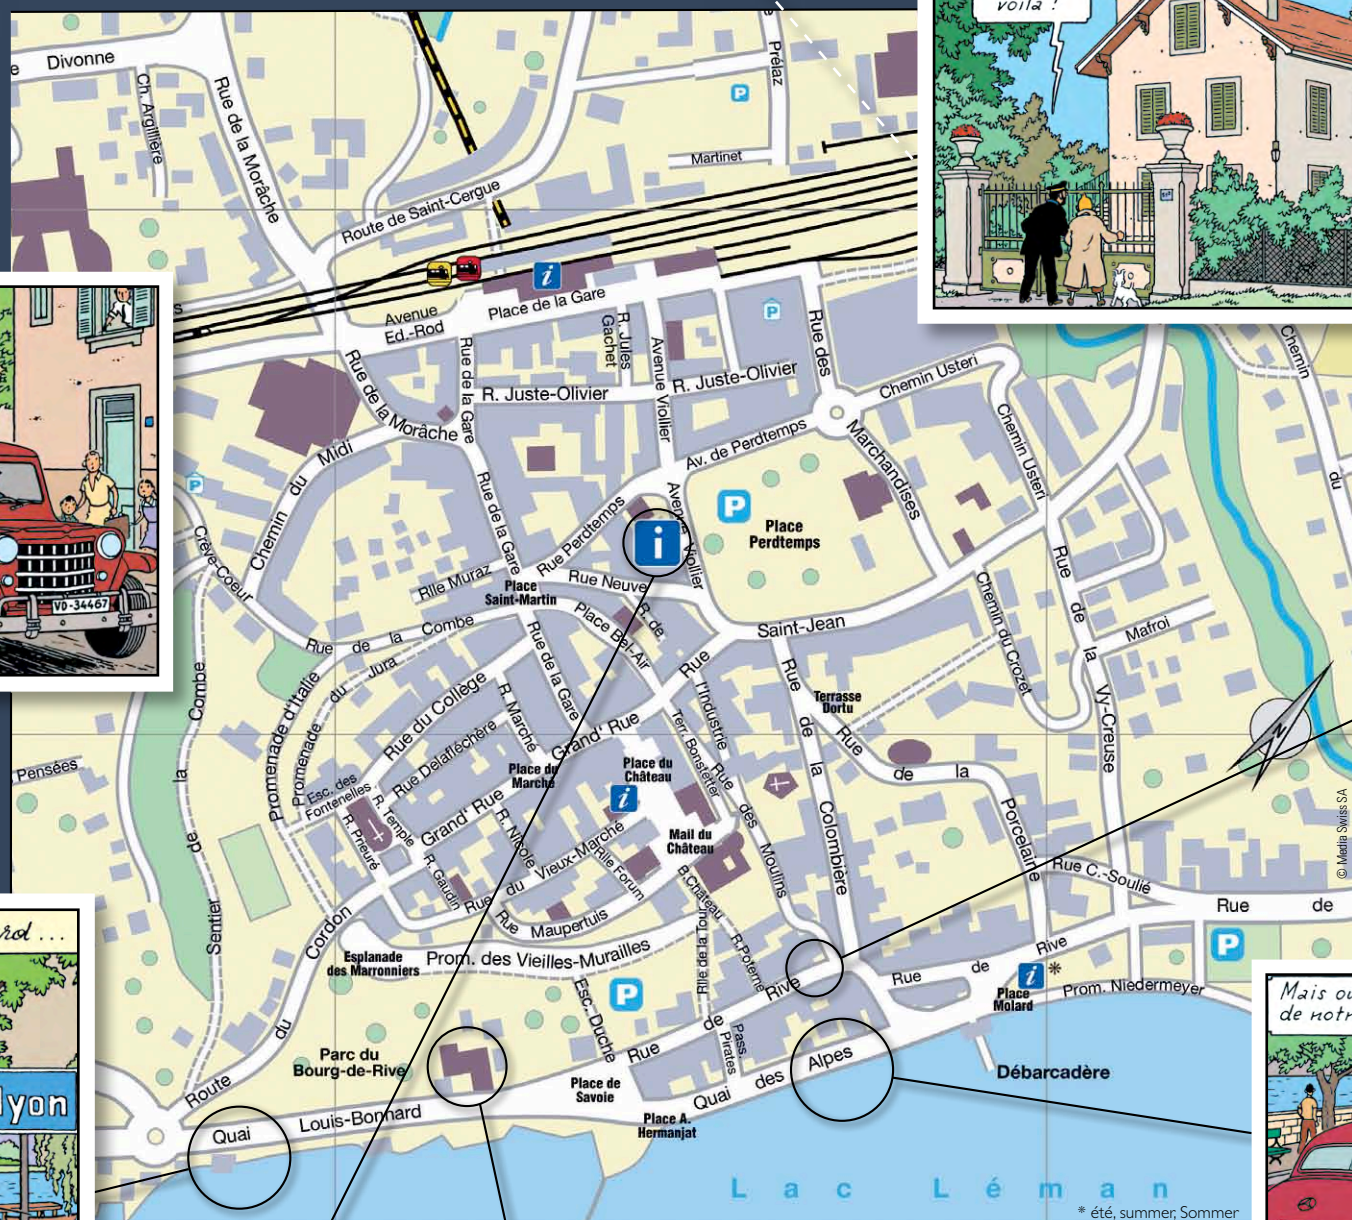 voilà !
Divonne
Ch. Argillière
Rue de la Morâche
Prélaz
P
Martinet
Route de Saint-Cergue
i
Place de la Gare
Avenue
Ed.-Rod
R. Jules
Gachet
Avenue Viollier
Rue de la Gare
R. Juste-Olivier
R. Juste-Olivier
P
Rue des
Marchandises
Chemin Usteri
Chemin Usteri
Chemin
du
Rue de la Morâche
Chemin du Midi
P
Av. de Perdtemps
Rue de la Gare
Rue Perdtemps
Avenue Viollier
P
Place
Perdtemps
i
Crève-Coeur
VD-34467
Rlle Muraz
Place
Saint-Martin
Rue Neuve
Place Bel-Air
R. de
l'Industrie
Rue Saint-Jean
Chemin du Crozet
Rue de la Vy-Creuse
Mafroi
Rue de la Combe
Promenade du Jura
Promenade d'Italie
Rue du Collège
R. Marché
Rue de la Gare
Grand' Rue
Terrasse
Dortu
Rue de la Colombière
Rue de la Porcelaine
Sentier de la Combe
Pensées
Rue Delafléchère
Esc. des
Fontenelles
R. Temple
R. Prieuré
Place du
Marché
Grand' Rue
Place du
Château
i
Terr. Bonstetten
Rue des Moulins
N
© Media Swiss SA
R. Nicole
R. Gaudin
Rue du Vieux-Marché
Rlle Forum
Mail du
Château
R. Château
Rue Maupertuis
Rlle de la Tour
R. Poterne
Rue C.-Soulié
Rue de
P
Route du Cordon
Esplanade
des Marronniers
Prom. des Vieilles-Murailles
Esc. Duche
P
Rue de Rive
Rue de Rive
i *
Place
Molard
Prom. Niedermeyer
Pass.
Pirates
Parc du
Bourg-de-Rive
Place de
Savoie
Place A.
Hermanjat
Quai des Alpes
Débarcadère
Quai Louis-Bonnard
Lac Léman
* été, summer, Sommer
rd ...
lyon
Mais ou
de notr